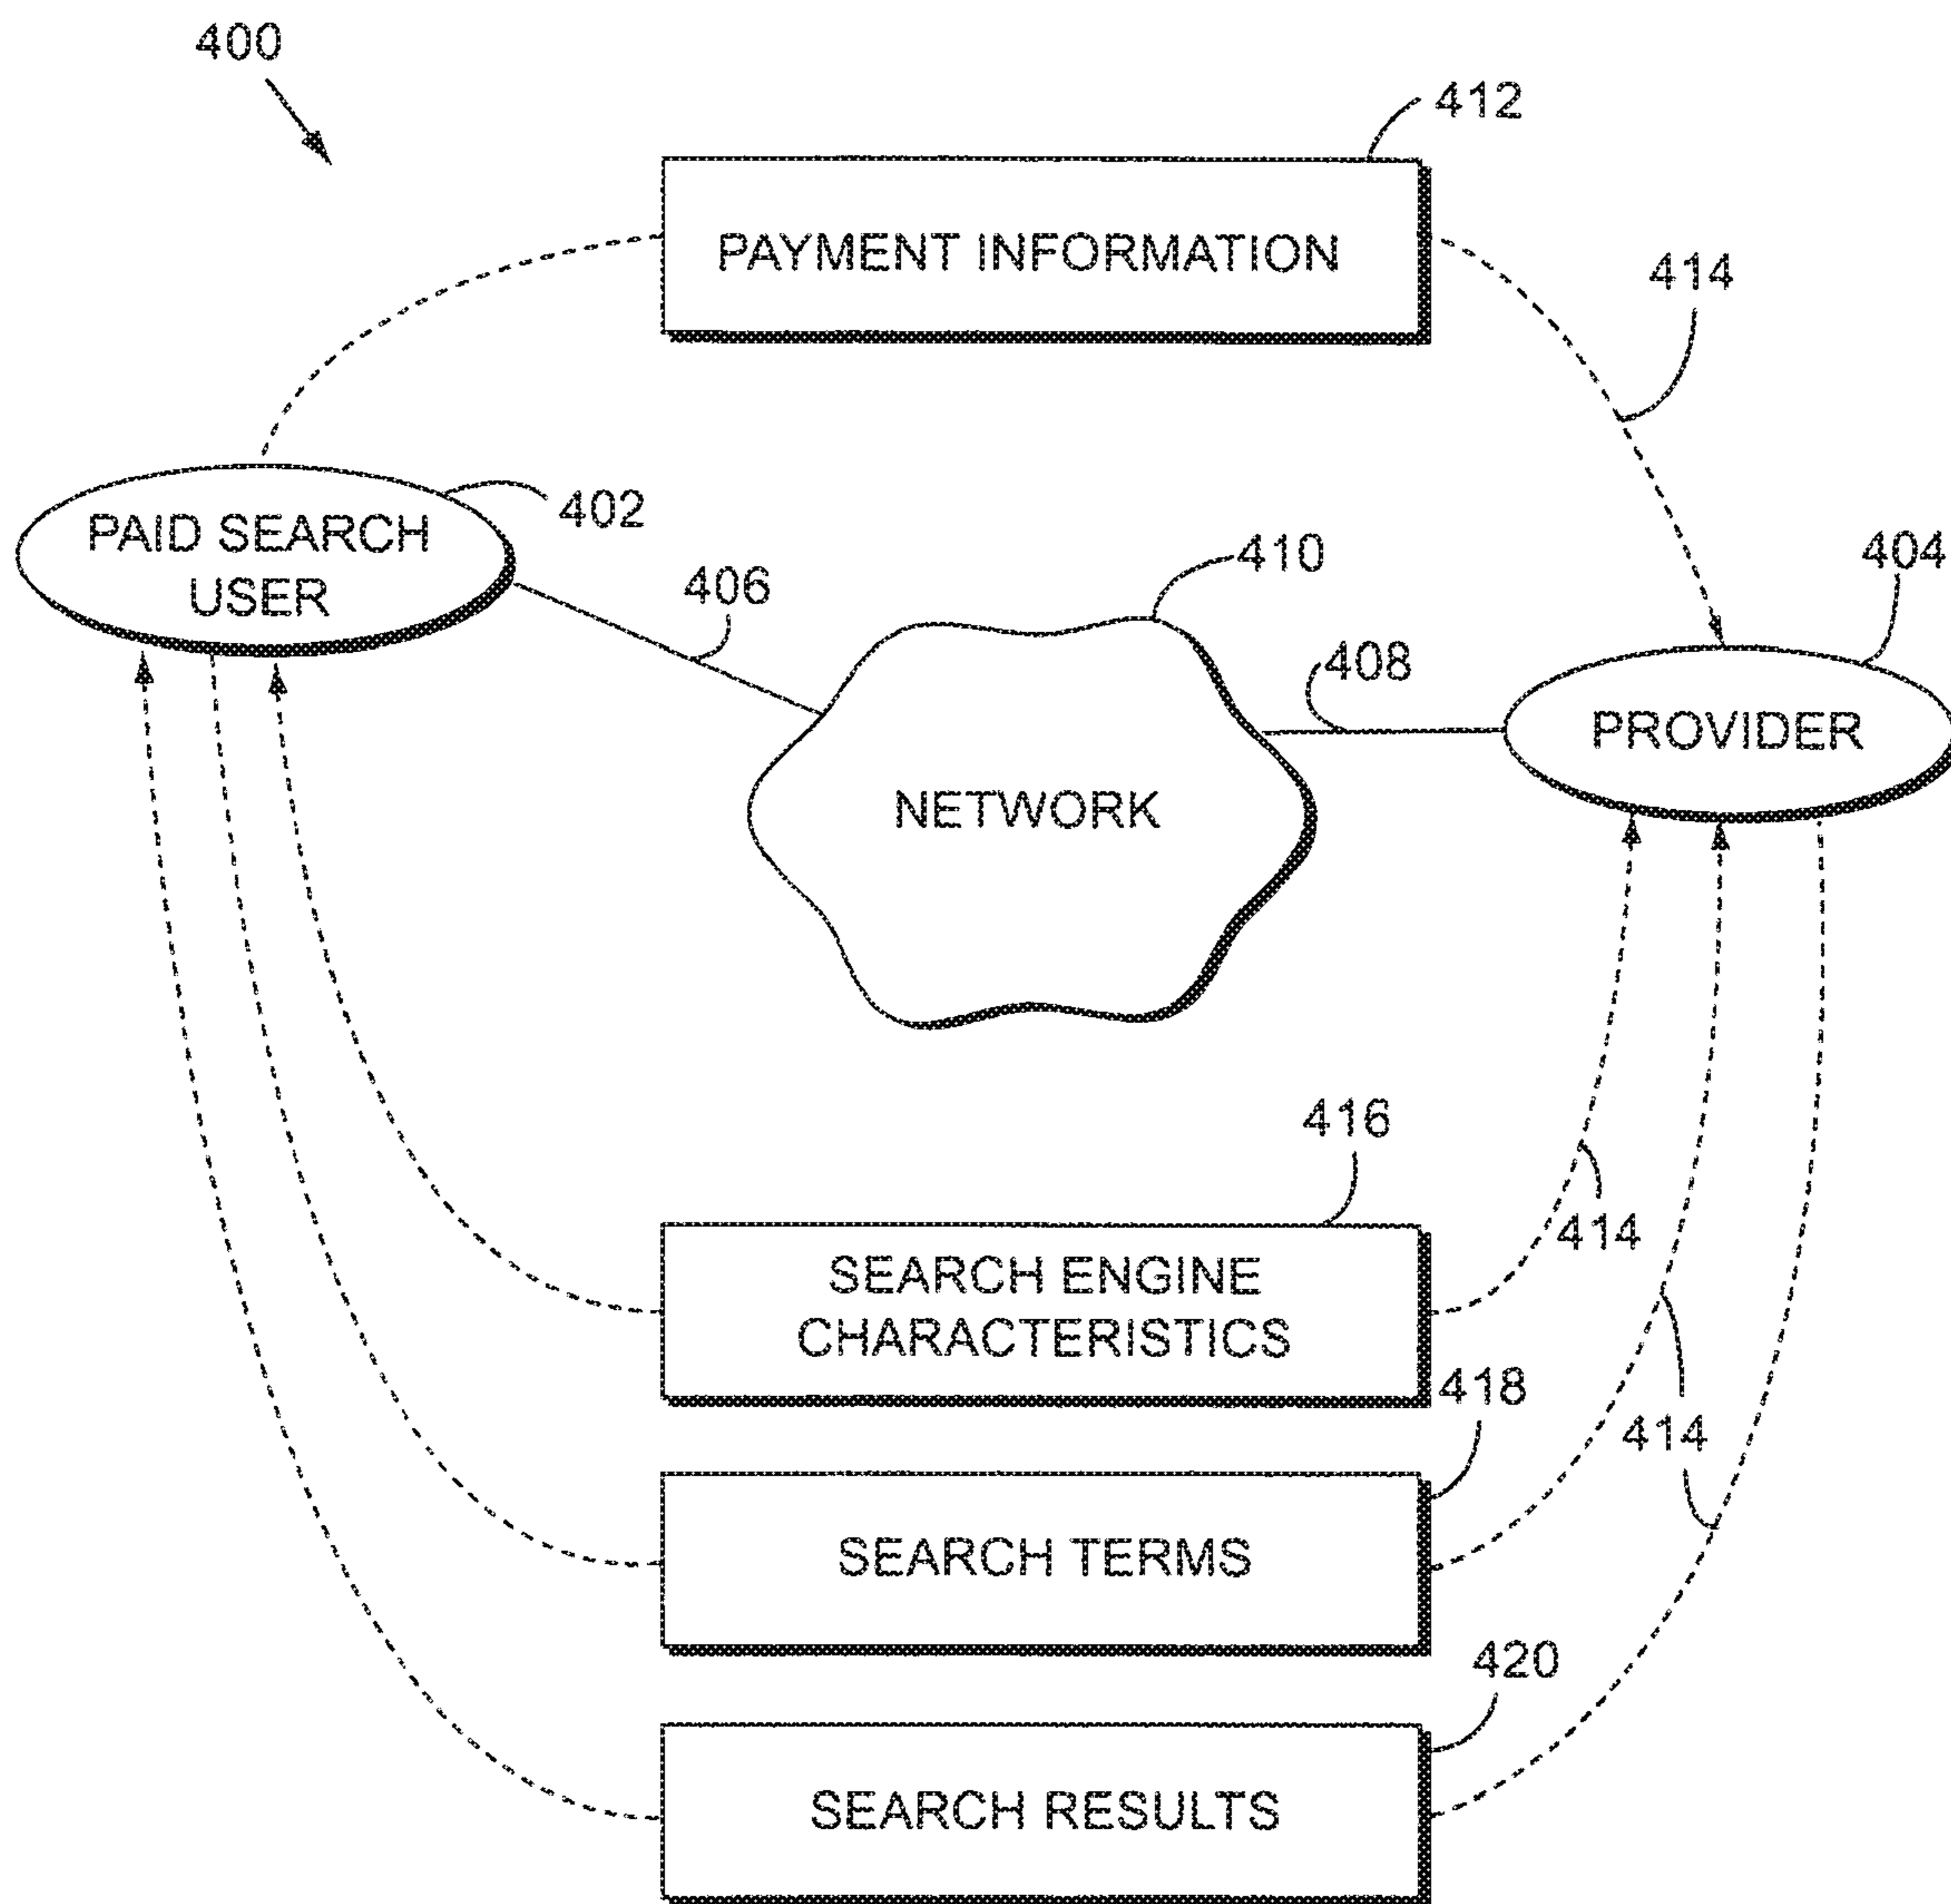 400
412
PAYMENT INFORMATION
414
402
PAID SEARCH
USER
406
410
404
408
PROVIDER
NETWORK
416
414
SEARCH ENGINE
CHARACTERISTICS
418
414
SEARCH TERMS
420
SEARCH RESULTS